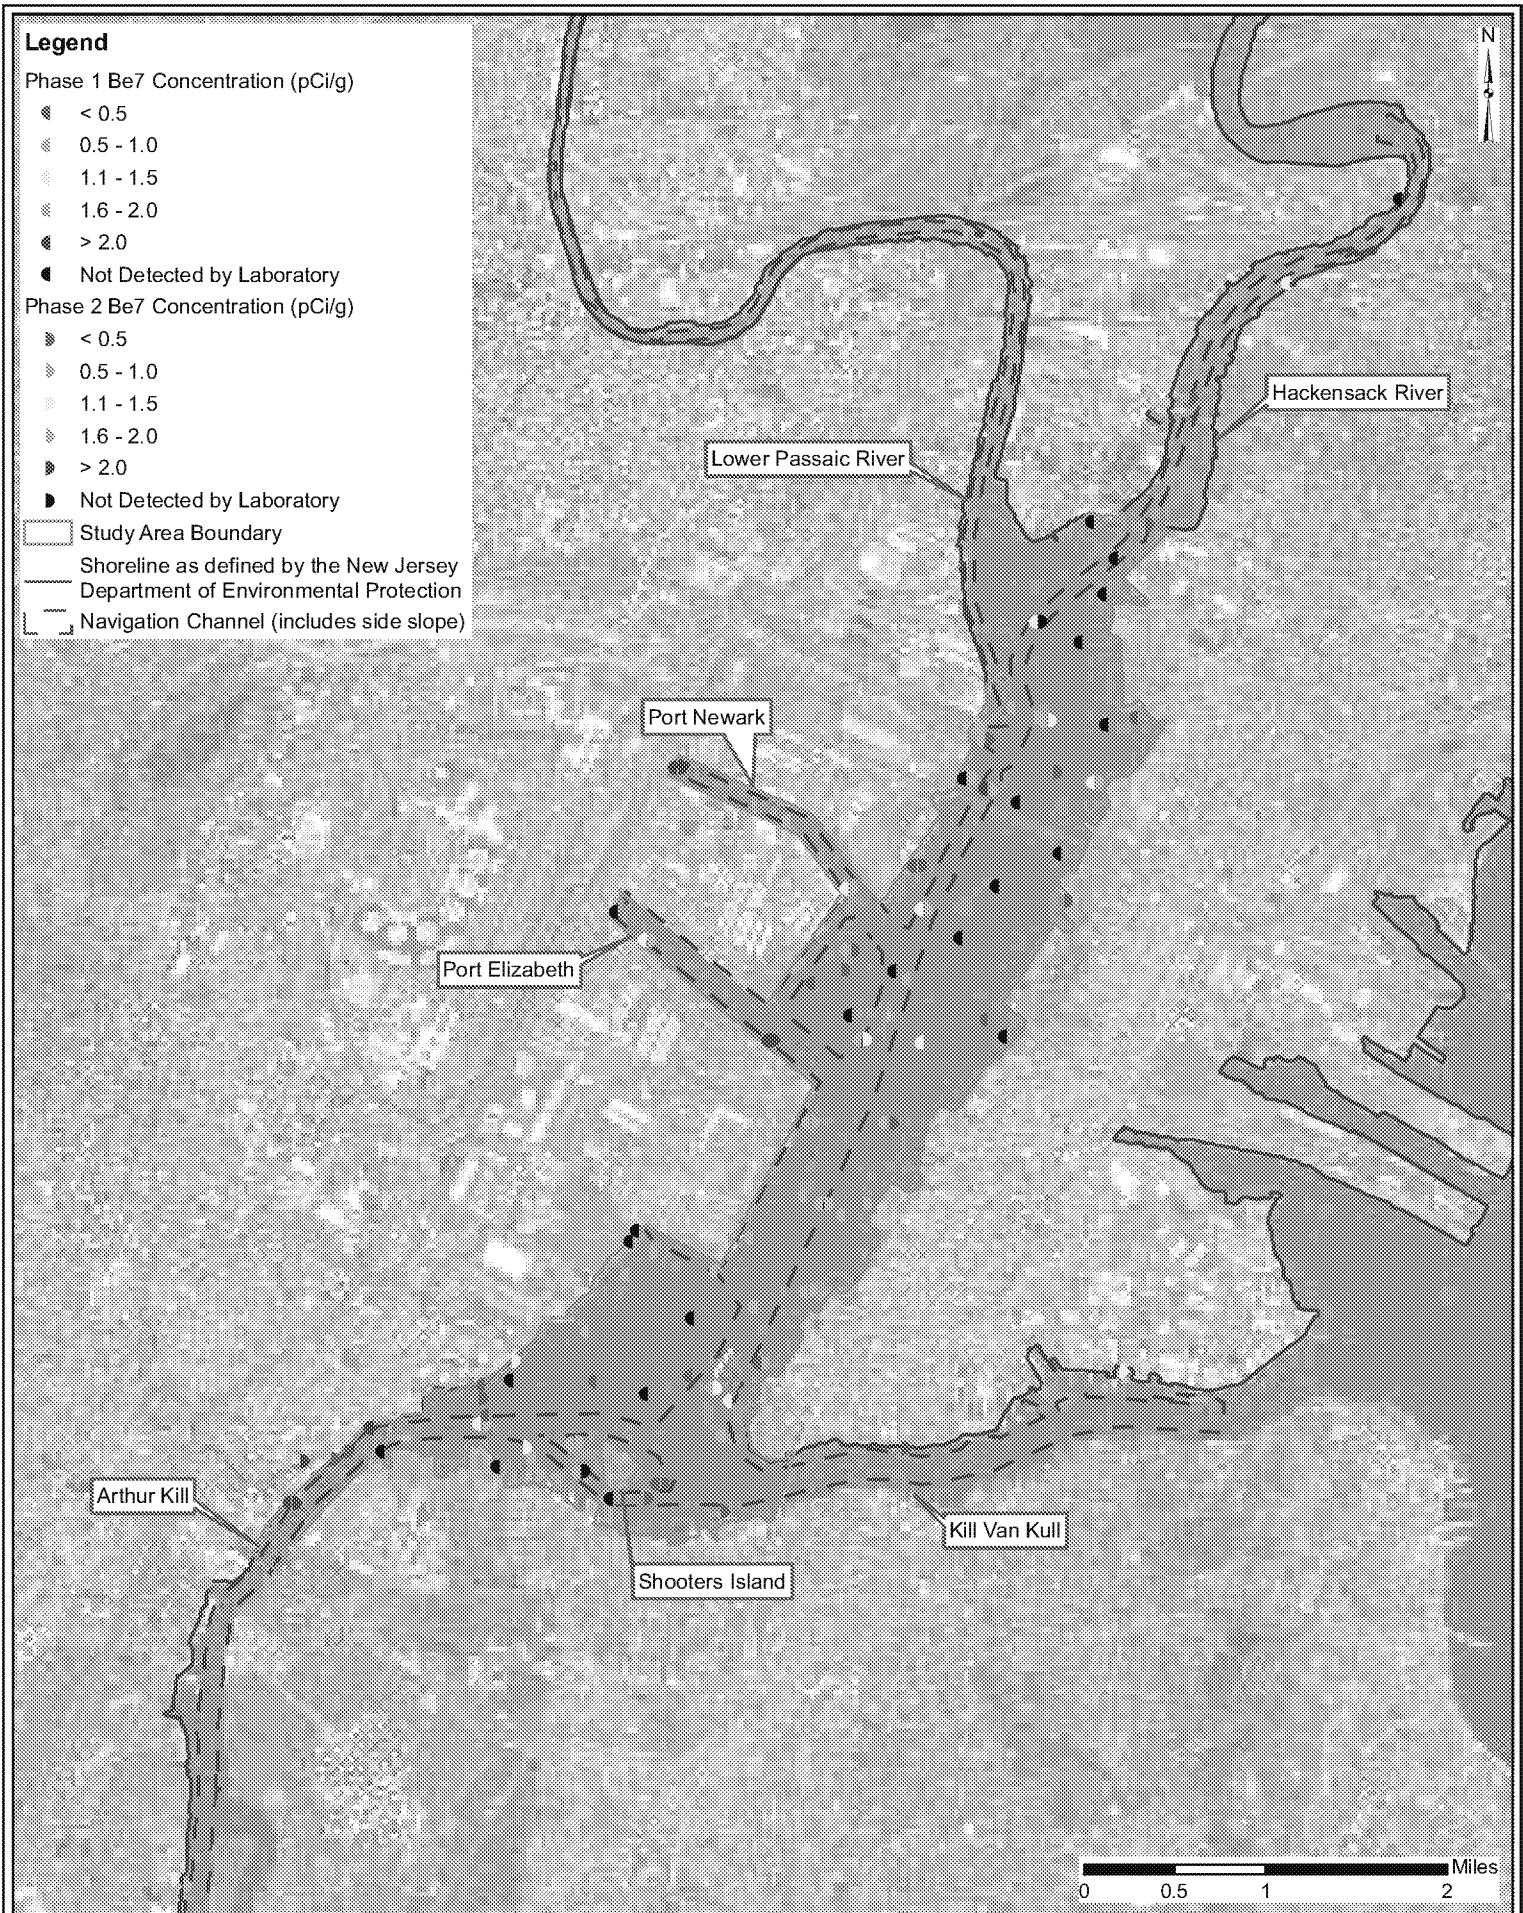 Legend
Phase 1 Be7 Concentration (pCi/g)
< 0.5
0.5 - 1.0
1.1 - 1.5
1.6 - 2.0
> 2.0
Not Detected by Laboratory
Phase 2 Be7 Concentration (pCi/g)
< 0.5
0.5 - 1.0
1.1 - 1.5
1.6 - 2.0
> 2.0
Not Detected by Laboratory
Study Area Boundary
Shoreline as defined by the New Jersey
Department of Environmental Protection
Navigation Channel (includes side slope)
N
Hackensack River
Lower Passaic River
Port Newark
Port Elizabeth
Arthur Kill
Kill Van Kull
Shooters Island
Miles
0 0.5 1 2